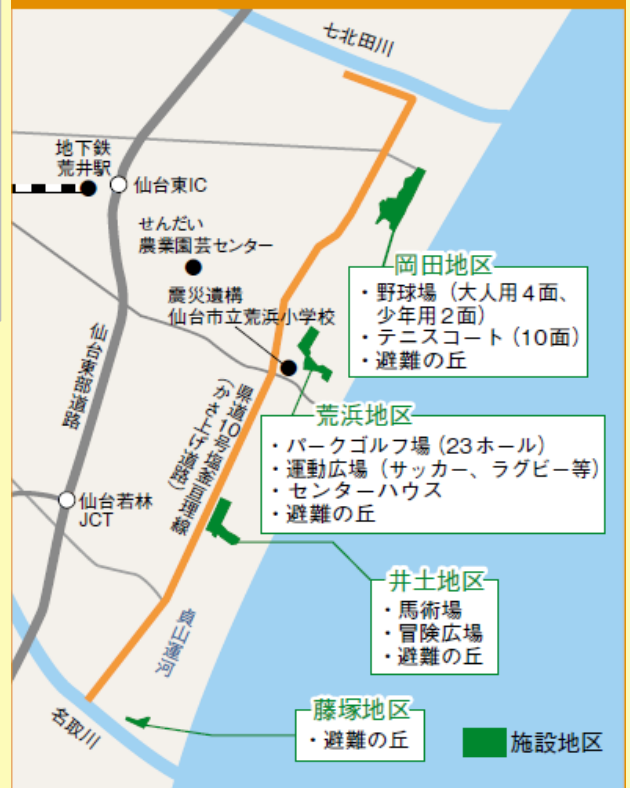 七北田川
地下鉄
荒井駅
仙台東IC
せんだい
農業園芸センター
震災遺構
仙台市立荒浜小学校
仙台東部道路
県道10号塩釜亘理線
(かさ上げ道路)
仙台若林
JCT
貞山運河
名取川
岡田地区
・野球場（大人用4面、
少年用2面）
・テニスコート（10面）
・避難の丘
荒浜地区
・パークゴルフ場（23ホール）
・運動広場（サッカー、ラグビー等）
・センターハウス
・避難の丘
井土地区
・馬術場
・冒険広場
・避難の丘
藤塚地区
・避難の丘
施設地区